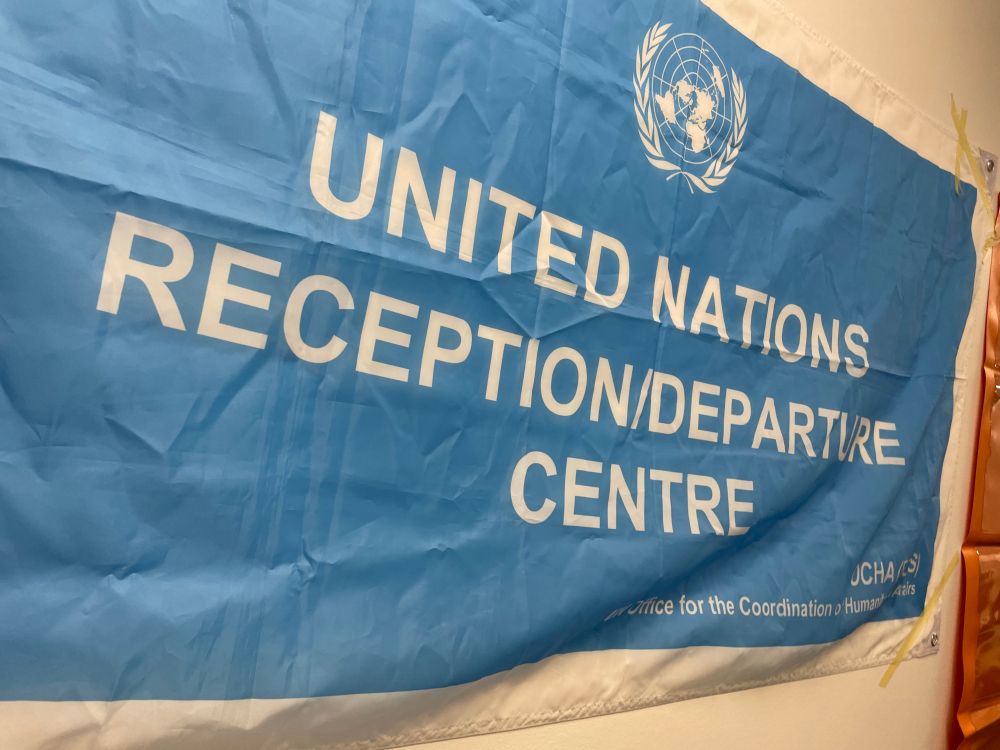 UNITED NATIONS
RECEPTION/DEPARTURE
CENTRE
Office for the Coordination